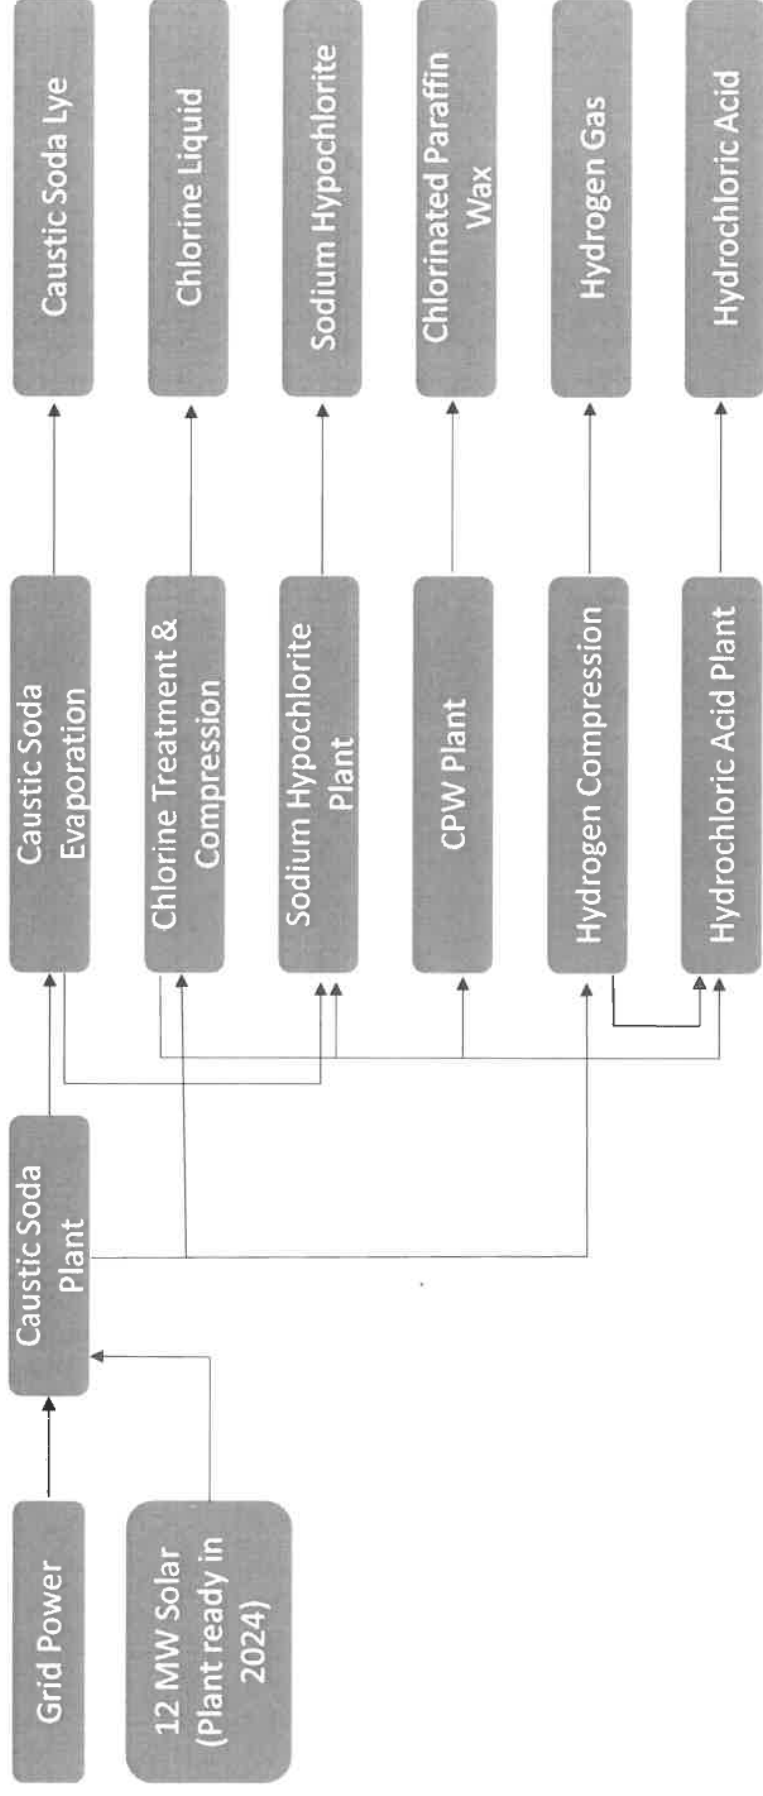 Grid Power
12 MW Solar
(Plant ready in
2024)
Caustic Soda
Plant
Caustic Soda
Evaporation
Chlorine Treatment &
Compression
Sodium Hypochlorite
Plant
CPW Plant
Hydrogen Compression
Hydrochloric Acid Plant
Caustic Soda Lye
Chlorine Liquid
Sodium Hypochlorite
Chlorinated Paraffin
Wax
Hydrogen Gas
Hydrochloric Acid